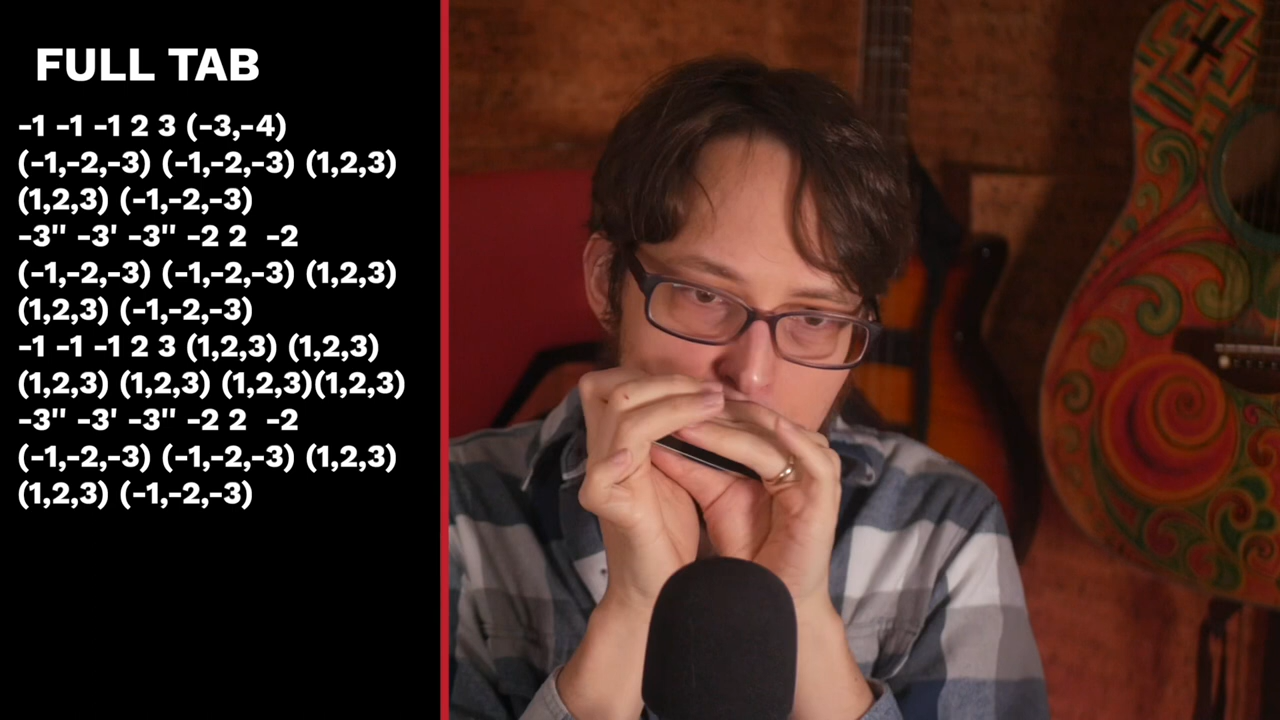 FULL TAB
-1 -1 -1 2 3 (-3,-4)
(-1,-2,-3) (-1,-2,-3) (1,2,3)
(1,2,3) (-1,-2,-3)
-3" -3' -3" -2 2  -2
(-1,-2,-3) (-1,-2,-3) (1,2,3)
(1,2,3) (-1,-2,-3)
-1 -1 -1 2 3 (1,2,3) (1,2,3)
(1,2,3) (1,2,3) (1,2,3)(1,2,3)
-3" -3' -3" -2 2  -2
(-1,-2,-3) (-1,-2,-3) (1,2,3)
(1,2,3) (-1,-2,-3)